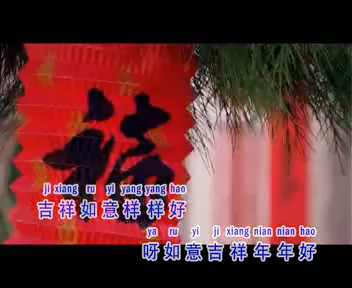 福
ji xiang ru yi yang yang hao
吉祥如意样样好
ya ru yi ji xiang nian nian hao
呀如意吉祥年年好